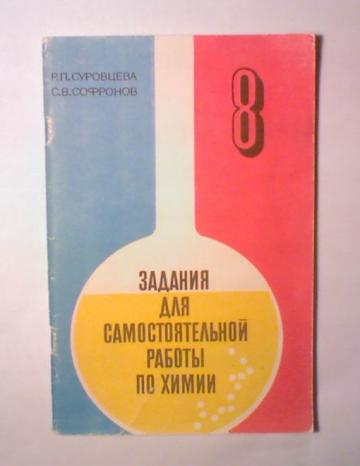 Р.П.СУРОВЦЕВА
С.В.СОФРОНОВ
8
ЗАДАНИЯ
ДЛЯ
САМОСТОЯТЕЛЬНОЙ
РАБОТЫ
ПО ХИМИИ